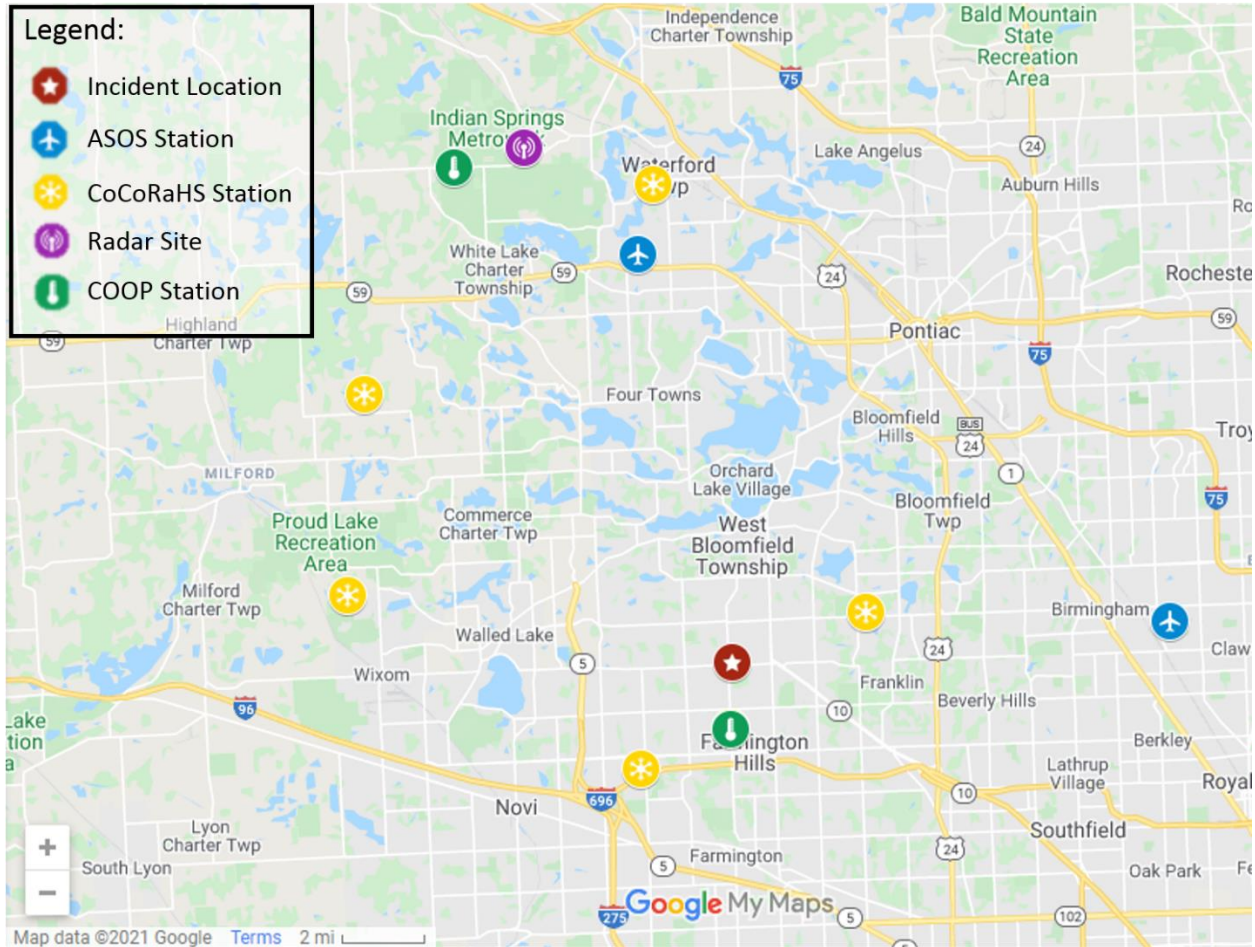 Legend:
Incident Location
ASOS Station
CoCoRaHS Station
Radar Site
COOP Station
Independence
Charter Township
Bald Mountain
State
Recreation
Area
75
Indian Springs
24
Lake Angelus
Auburn Hills
White Lake
Charter
Township
59
59
24
Rocheste
59
Highland
Charter Twp
59
Pontiac
75
Four Towns
Bloomfield
Hills
BUS
24
Troy
MILFORD
Orchard
Lake Village
1
75
Bloomfield
Twp
Proud Lake
Recreation
Area
Commerce
Charter Twp
West
Bloomfield
Township
Milford
Charter Twp
Birmingham
Walled Lake
5
24
Claw
Wixom
Franklin
Beverly Hills
96
10
Lake
tion
a
Hills
Berkley
Lathrup
Village
Royal
Novi
696
10
Lyon
Charter Twp
Southfield
24
+
−
South Lyon
5
Farmington
Oak Park
Fe
275
Google My Maps
5
102
Map data ©2021 Google Terms 2 mi